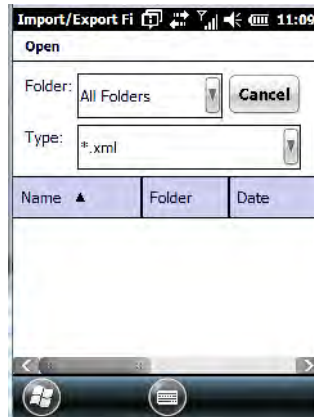 Import/Export Fi 11:09
Open
Folder: All Folders Cancel
Type: *.xml
Name Folder Date